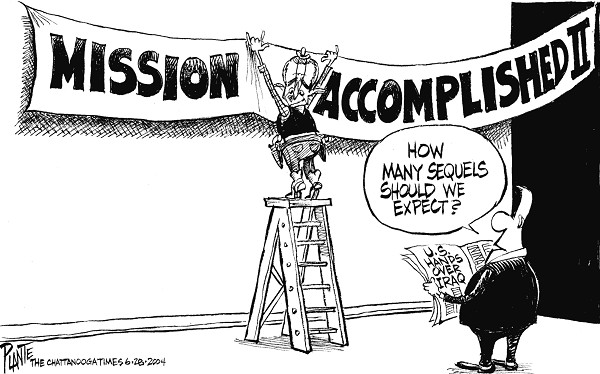 MISSION ACCOMPLISHED II
HOW
MANY SEQUELS
SHOULD WE
EXPECT?
U.S.
HANDS
OVER
IRAQ
PLANTE THE CHATTANOOGA TIMES 6-28-2004